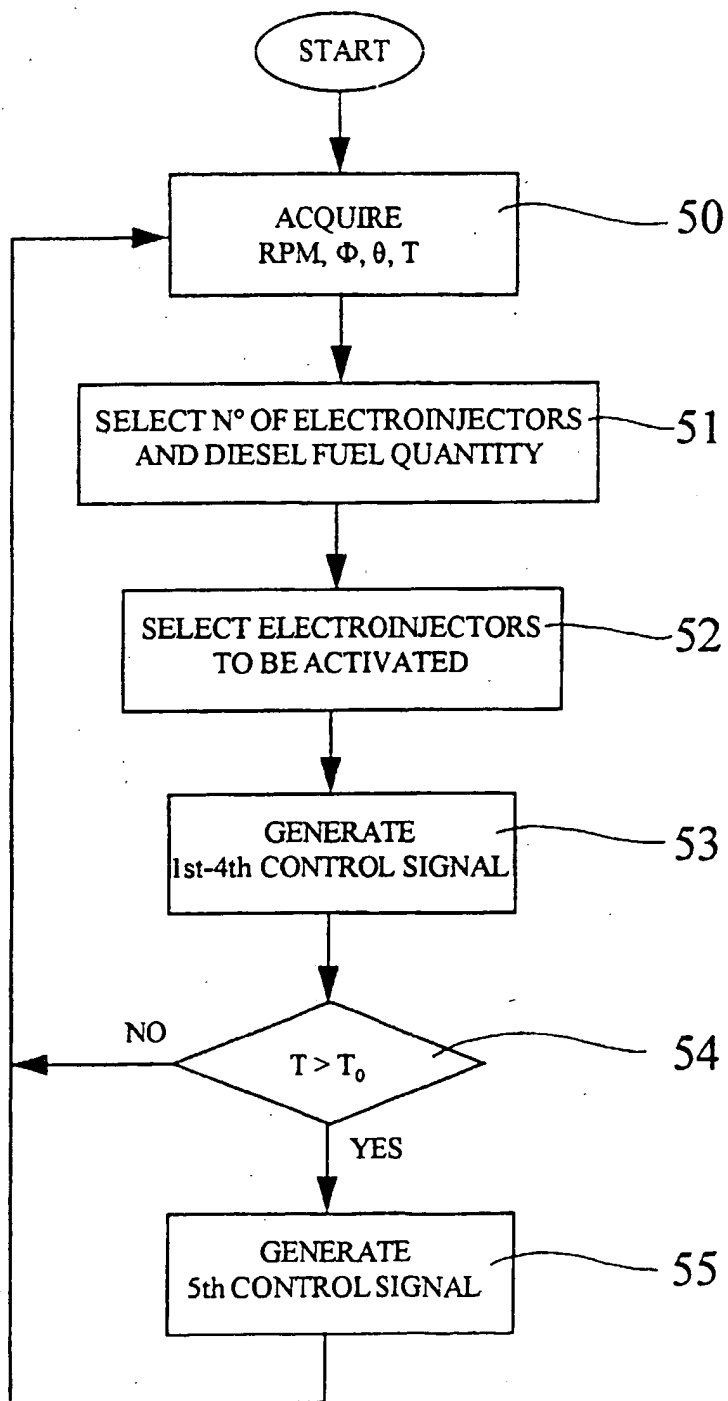 START
ACQUIRE
RPM, Φ, θ, T
50
SELECT N° OF ELECTROINJECTORS
AND DIESEL FUEL QUANTITY
51
SELECT ELECTROINJECTORS
TO BE ACTIVATED
52
GENERATE
1st-4th CONTROL SIGNAL
53
NO
T > T₀
54
YES
GENERATE
5th CONTROL SIGNAL
55